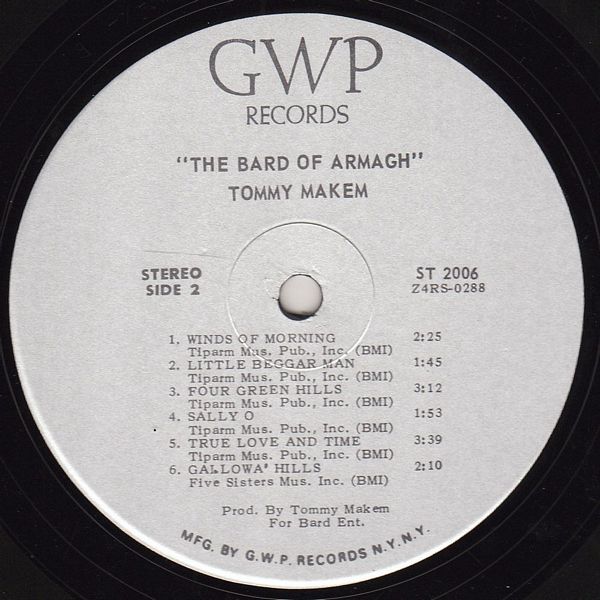 GWP
RECORDS
"THE BARD OF ARMAGH"
TOMMY MAKEM
STEREO
SIDE 2
ST 2006
Z4RS-0288
1. WINDS OF MORNING 2:25
Tiparm Mus. Pub., Inc. (BMI)
2. LITTLE BEGGAR MAN 1:45
Tiparm Mus. Pub., Inc. (BMI)
3. FOUR GREEN HILLS 3:12
Tiparm Mus. Pub., Inc. (BMI)
4. SALLY O 1:53
Tiparm Mus. Pub., Inc. (BMI)
5. TRUE LOVE AND TIME 3:39
Tiparm Mus. Pub., Inc. (BMI)
6. GALLOWA' HILLS 2:10
Five Sisters Mus. Inc. (BMI)
Prod. By Tommy Makem
For Bard Ent.
MFG. BY G.W.P. RECORDS N.Y. N.Y.